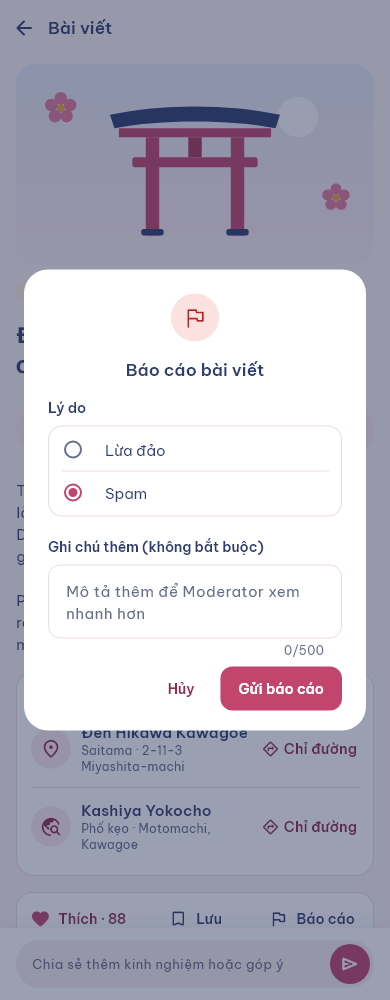 Bài viết
Báo cáo bài viết
Lý do
Lừa đảo
Spam
Ghi chú thêm (không bắt buộc)
Mô tả thêm để Moderator xem
nhanh hơn
0/500
Hủy
Gửi báo cáo
Đền Hikawa Kawagoe
Saitama · 2-11-3
Miyashita-machi
Chỉ đường
Kashiya Yokocho
Phố kẹo · Motomachi,
Kawagoe
Chỉ đường
Thích · 88
Lưu
Báo cáo
Chia sẻ thêm kinh nghiệm hoặc góp ý